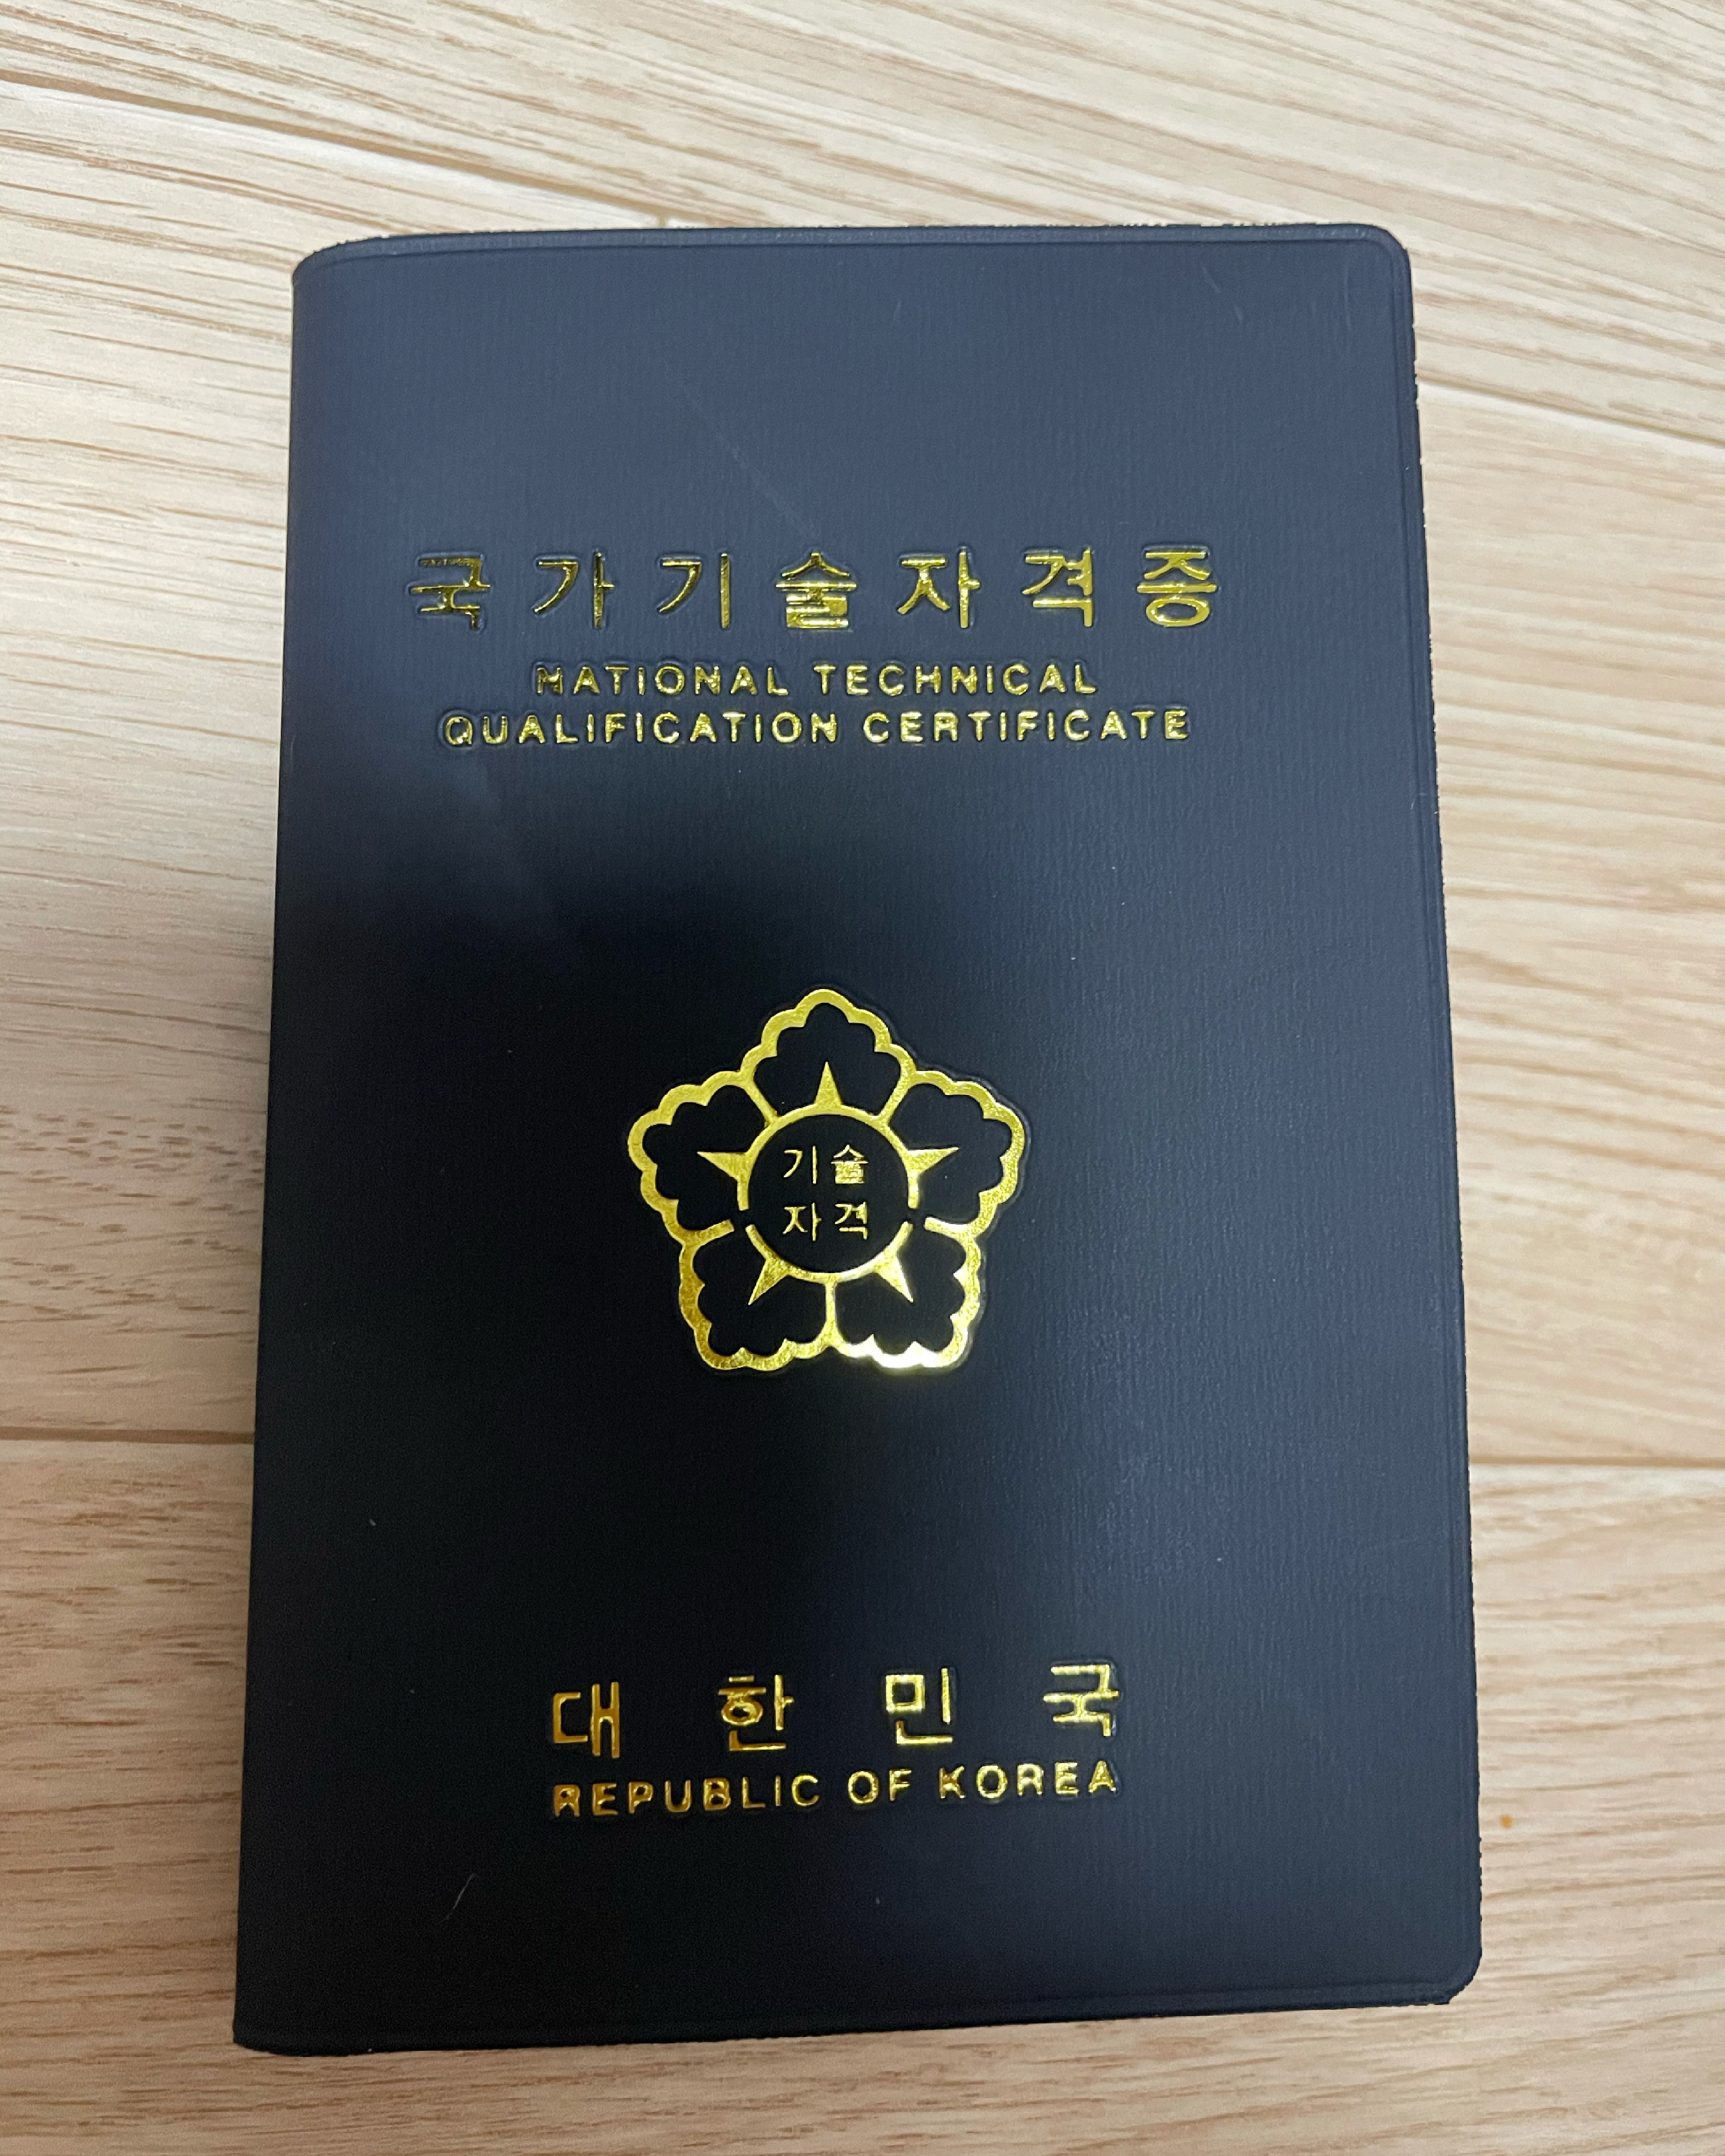 국가기술자격증
NATIONAL TECHNICAL
QUALIFICATION CERTIFICATE
기술
자격
대한민국
REPUBLIC OF KOREA